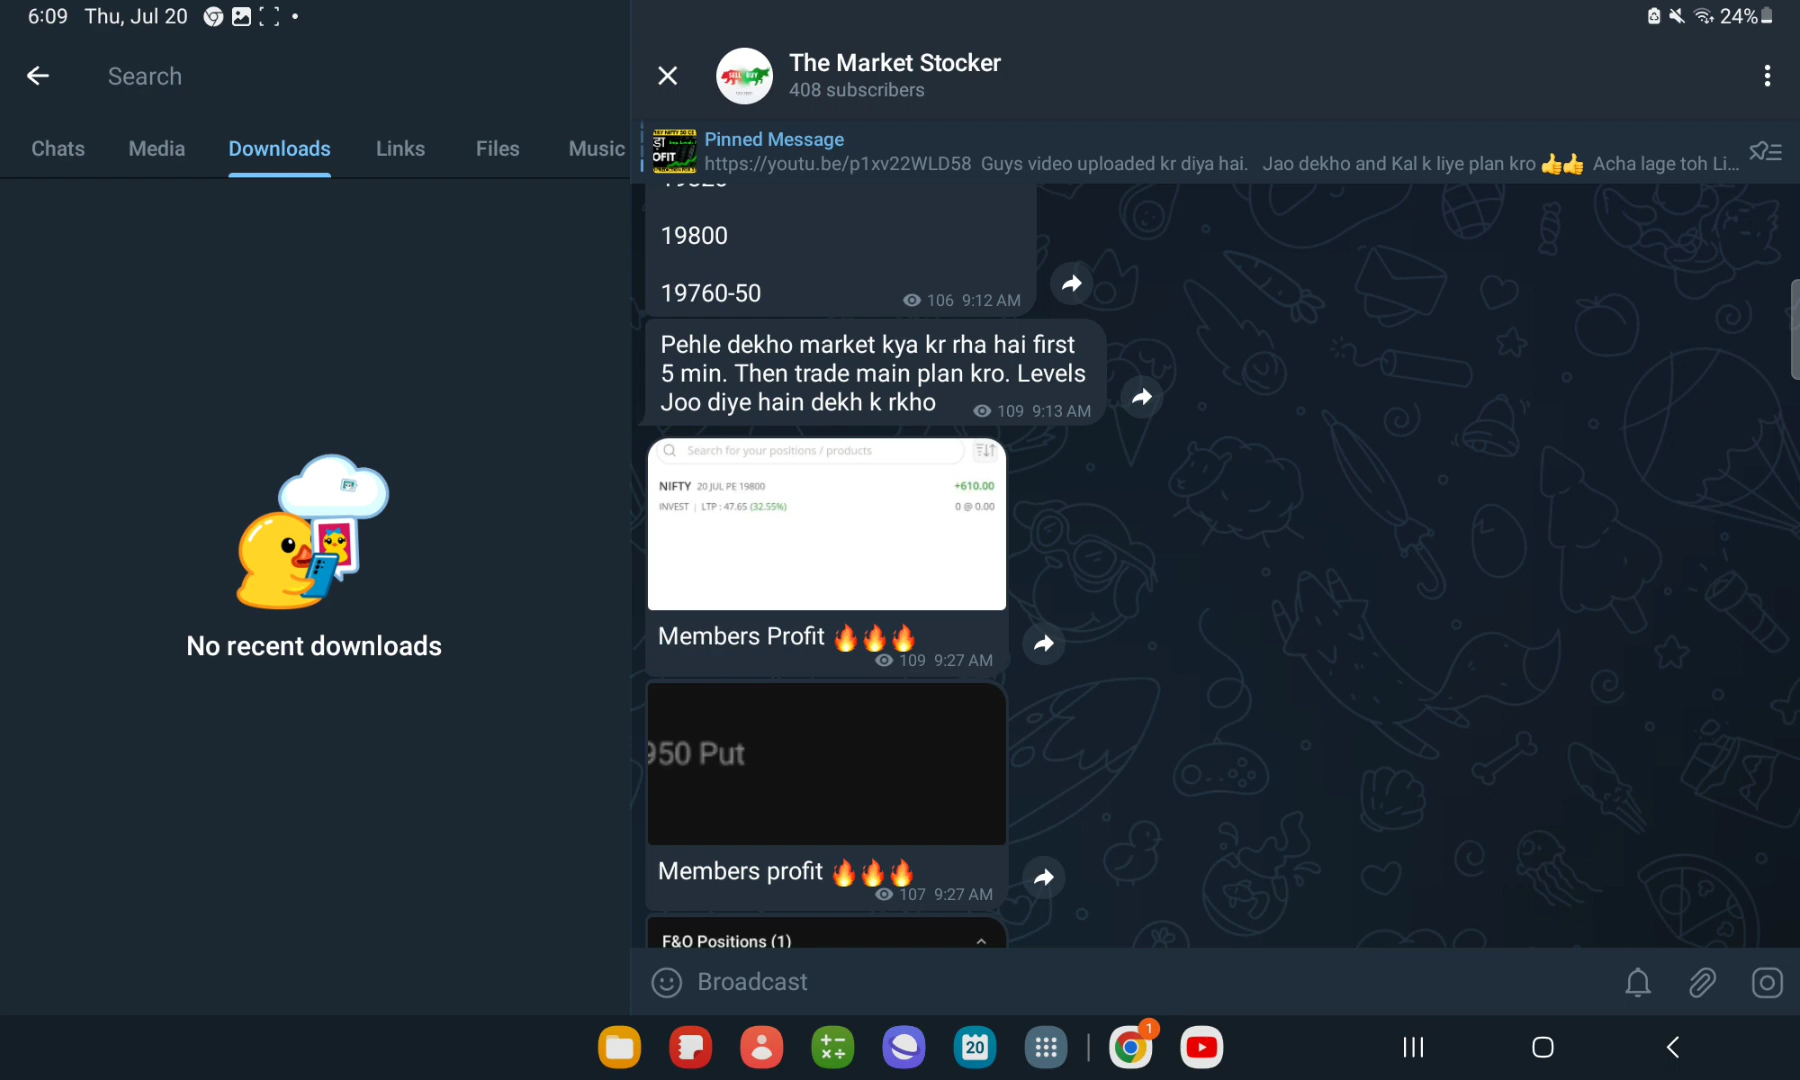 6:09 Thu, Jul 20
24%
Search
Chats Media Downloads Links Files Music
No recent downloads
The Market Stocker
408 subscribers
Pinned Message
https://youtu.be/p1xv22WLD58 Guys video uploaded kr diya hai. Jao dekho and Kal k liye plan kro 👍👍 Acha lage toh Li...
19800
19760-50
106 9:12 AM
Pehle dekho market kya kr rha hai first
5 min. Then trade main plan kro. Levels
Joo diye hain dekh k rkho
109 9:13 AM
Search for your positions / products
NIFTY 20 JUL PE 19800 +610.00
INVEST | LTP : 47.65 (32.55%) 0 @ 0.00
Members Profit 🔥🔥🔥
109 9:27 AM
950 Put
Members profit 🔥🔥🔥
107 9:27 AM
F&O Positions (1)
Broadcast
20
1